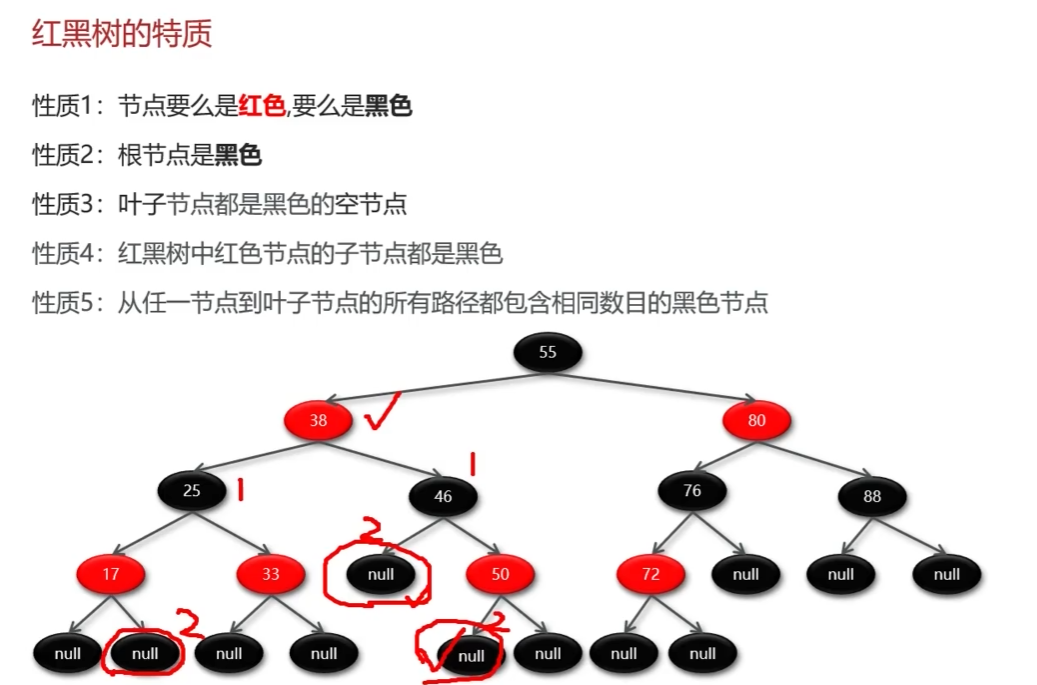 红黑树的特质
性质1：节点要么是红色,要么是黑色
性质2：根节点是黑色
性质3：叶子节点都是黑色的空节点
性质4：红黑树中红色节点的子节点都是黑色
性质5：从任一节点到叶子节点的所有路径都包含相同数目的黑色节点
55
38 80
25 1 46 1 76 88
2
17 33 null 50 72 null null null
2 2
null null null null null null null null